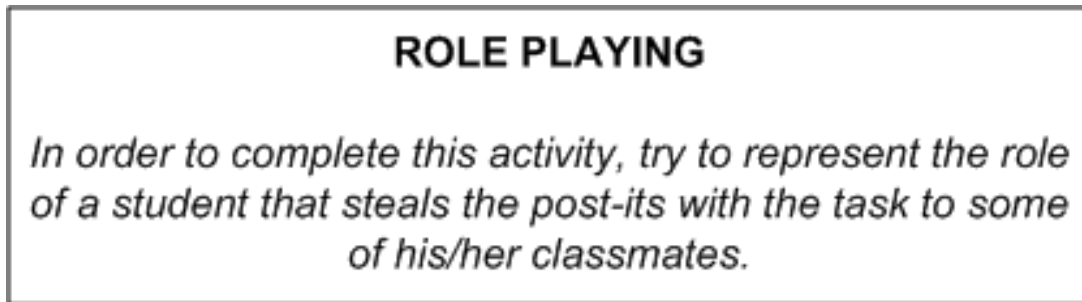 ROLE PLAYING
In order to complete this activity, try to represent the role
of a student that steals the post-its with the task to some
of his/her classmates.